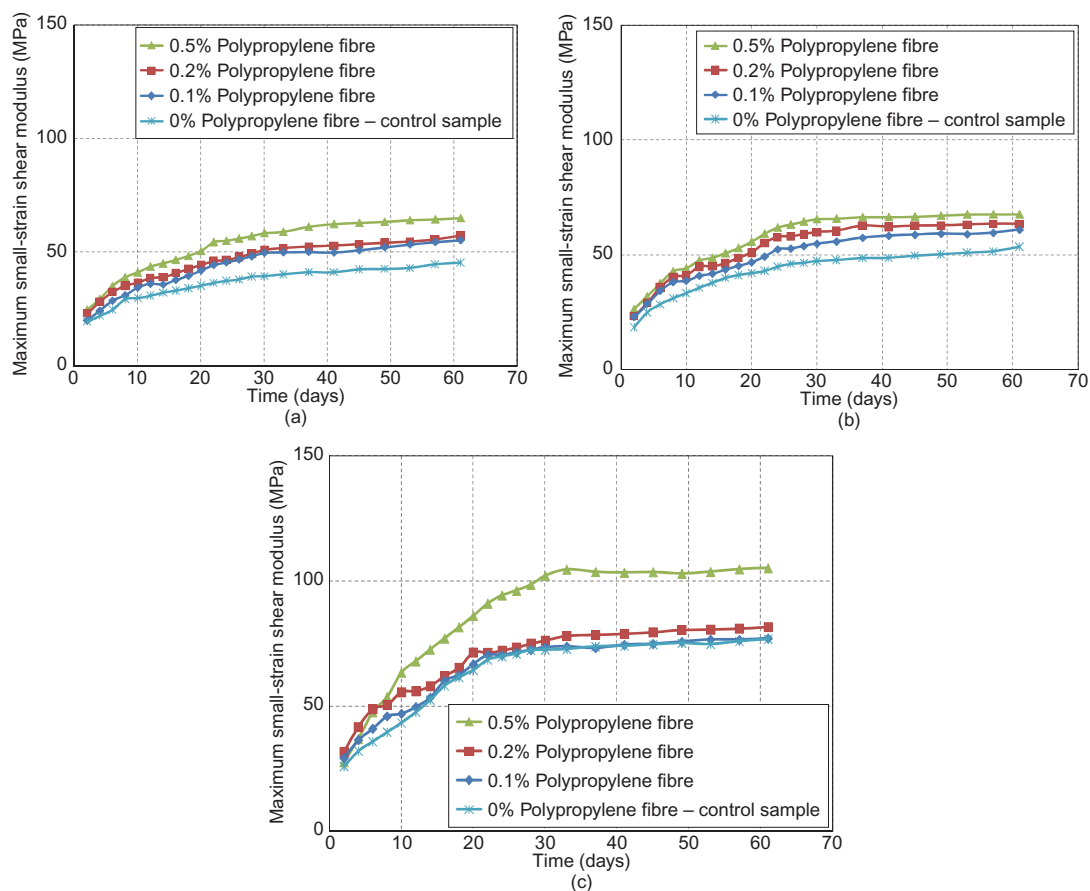 Maximum small-strain shear modulus (MPa)
150
100
50
0
0.5% Polypropylene fibre
0.2% Polypropylene fibre
0.1% Polypropylene fibre
0% Polypropylene fibre – control sample
0 10 20 30 40 50 60 70
Time (days)
(a)
Maximum small-strain shear modulus (MPa)
150
100
50
0
0.5% Polypropylene fibre
0.2% Polypropylene fibre
0.1% Polypropylene fibre
0% Polypropylene fibre – control sample
0 10 20 30 40 50 60 70
Time (days)
(b)
Maximum small-strain shear modulus (MPa)
150
100
50
0
0.5% Polypropylene fibre
0.2% Polypropylene fibre
0.1% Polypropylene fibre
0% Polypropylene fibre – control sample
0 10 20 30 40 50 60 70
Time (days)
(c)